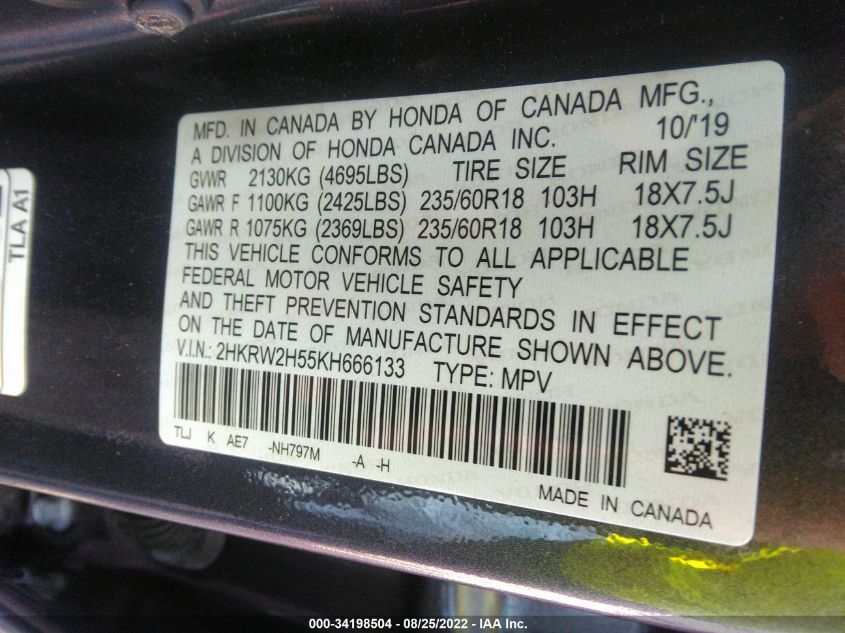 MFD. IN CANADA BY HONDA OF CANADA MFG.,
A DIVISION OF HONDA CANADA INC. 10/'19
GVWR 2130KG (4695LBS) TIRE SIZE RIM SIZE
GAWR F 1100KG (2425LBS) 235/60R18 103H 18X7.5J
GAWR R 1075KG (2369LBS) 235/60R18 103H 18X7.5J
THIS VEHICLE CONFORMS TO ALL APPLICABLE
FEDERAL MOTOR VEHICLE SAFETY
AND THEFT PREVENTION STANDARDS IN EFFECT
ON THE DATE OF MANUFACTURE SHOWN ABOVE.
V.I.N.: 2HKRW2H55KH666133 TYPE: MPV
TLJ K AE7 -NH797M -A -H
MADE IN CANADA
TLA A1
000-34198504 - 08/25/2022 - IAA Inc.